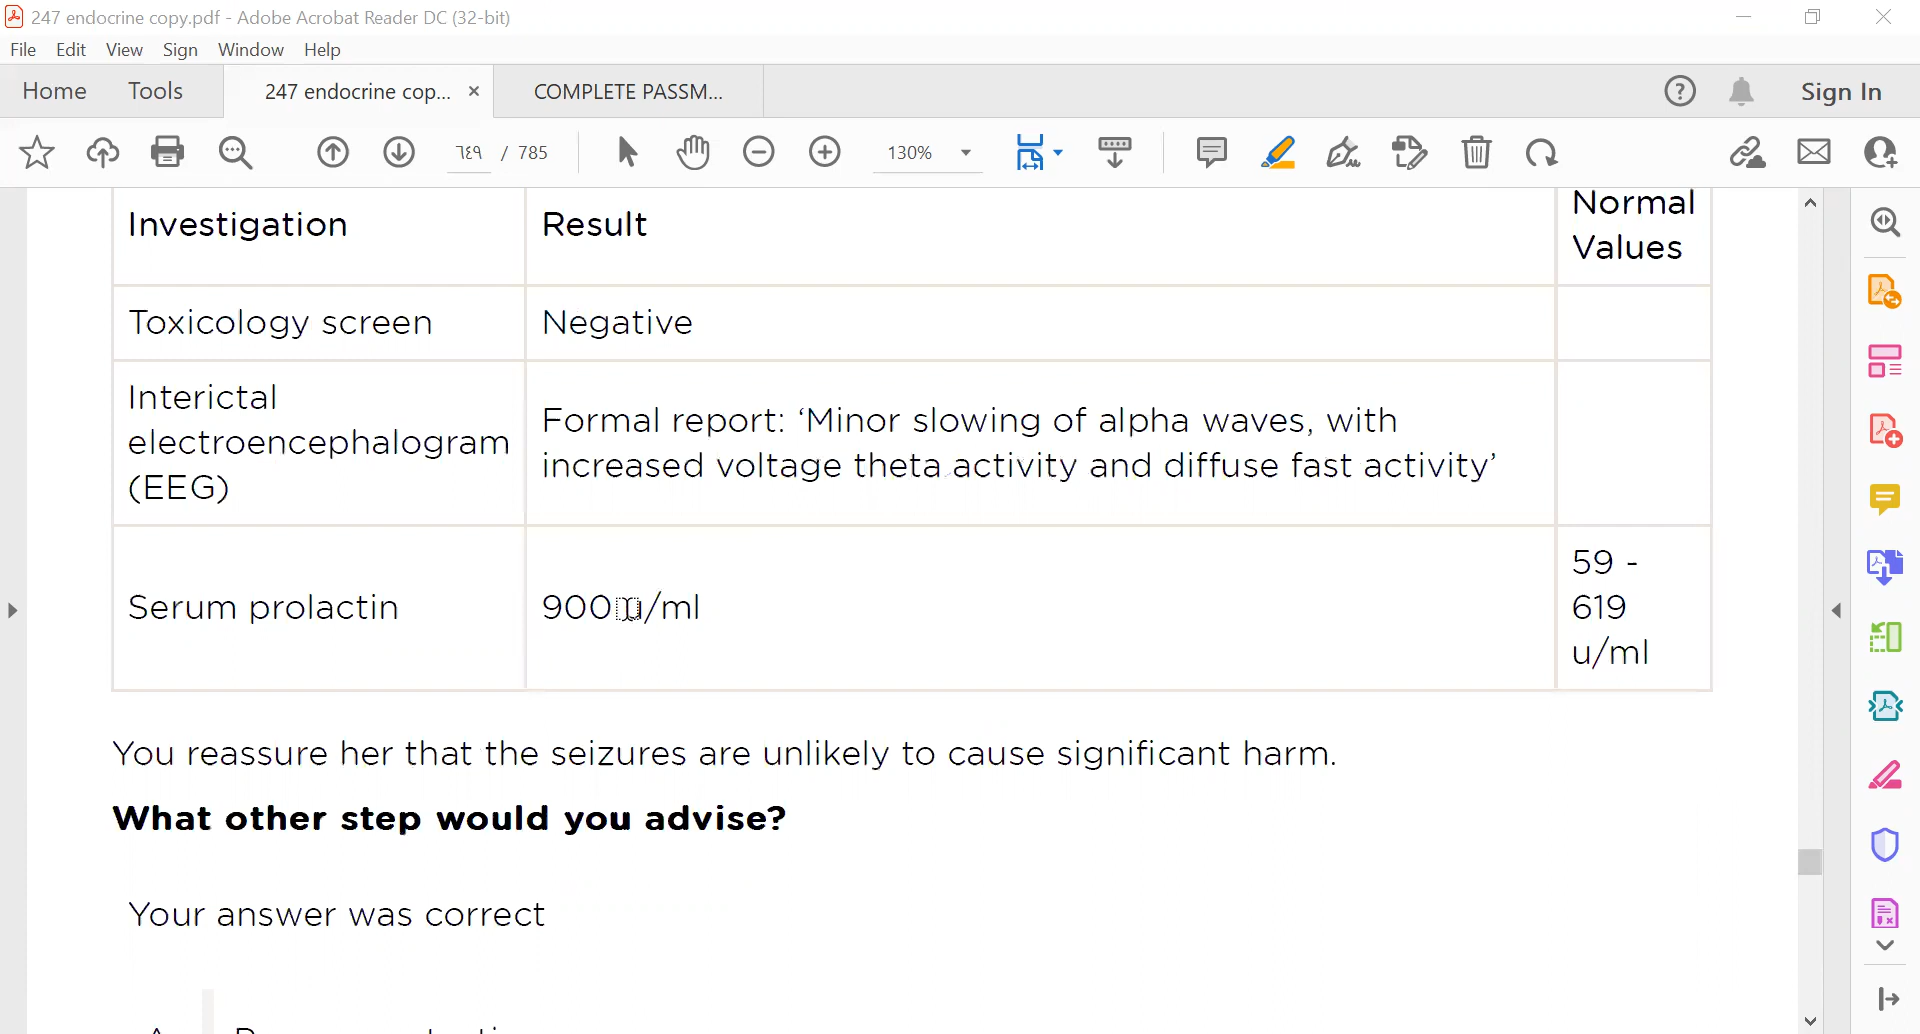 247 endocrine copy.pdf - Adobe Acrobat Reader DC (32-bit)
File Edit View Sign Window Help
Home Tools 247 endocrine cop... × COMPLETE PASSM... Sign In
٦٤٩ / 785 130%
Investigation Result Normal Values
Toxicology screen Negative
Interictal
electroencephalogram
(EEG)
Formal report: ‘Minor slowing of alpha waves, with
increased voltage theta activity and diffuse fast activity’
Serum prolactin 900 u/ml
59 -
619
u/ml
You reassure her that the seizures are unlikely to cause significant harm.
What other step would you advise?
Your answer was correct